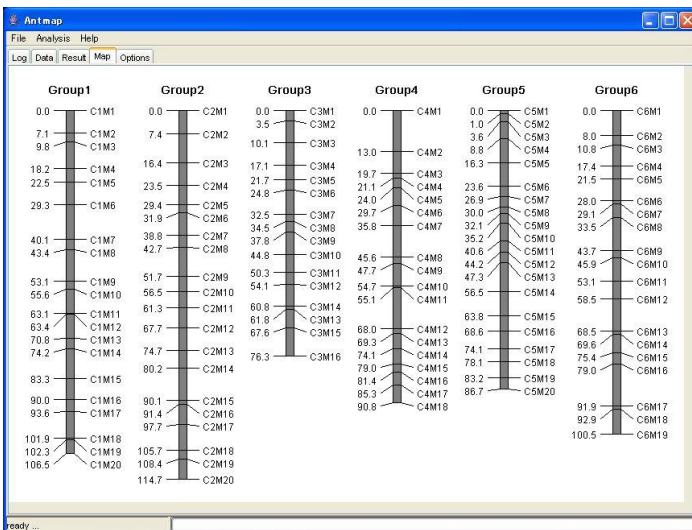 Antmap
File Analysis Help
Log Data Result Map Options
Group1
0.0 C1M1
7.1 C1M2
9.8 C1M3
18.2 C1M4
22.5 C1M5
29.3 C1M6
40.1 C1M7
43.4 C1M8
53.1 C1M9
55.6 C1M10
63.1 C1M11
63.4 C1M12
70.8 C1M13
74.2 C1M14
83.3 C1M15
90.0 C1M16
93.6 C1M17
101.9 C1M18
102.3 C1M19
106.5 C1M20
Group2
0.0 C2M1
7.4 C2M2
16.4 C2M3
23.5 C2M4
29.4 C2M5
31.9 C2M6
38.8 C2M7
42.7 C2M8
51.7 C2M9
56.5 C2M10
61.3 C2M11
67.7 C2M12
74.7 C2M13
80.2 C2M14
90.1 C2M15
91.4 C2M16
97.7 C2M17
105.7 C2M18
108.4 C2M19
114.7 C2M20
Group3
0.0 C3M1
3.5 C3M2
10.1 C3M3
17.1 C3M4
21.7 C3M5
24.8 C3M6
32.5 C3M7
34.5 C3M8
37.8 C3M9
44.8 C3M10
50.3 C3M11
54.1 C3M12
60.8 C3M14
61.8 C3M13
67.6 C3M15
76.3 C3M16
Group4
0.0 C4M1
13.0 C4M2
19.7 C4M3
21.1 C4M4
24.0 C4M5
29.7 C4M6
35.8 C4M7
45.6 C4M8
47.7 C4M9
54.7 C4M10
55.1 C4M11
68.0 C4M12
69.3 C4M13
74.1 C4M14
79.0 C4M15
81.4 C4M16
85.3 C4M17
90.8 C4M18
Group5
0.0 C5M1
1.0 C5M2
3.6 C5M3
8.8 C5M4
16.3 C5M5
23.6 C5M6
26.9 C5M7
30.0 C5M8
32.1 C5M9
35.2 C5M10
40.6 C5M11
44.2 C5M12
47.3 C5M13
56.5 C5M14
63.8 C5M15
68.6 C5M16
74.1 C5M17
78.1 C5M18
83.2 C5M19
86.7 C5M20
Group6
0.0 C6M1
8.0 C6M2
10.8 C6M3
17.4 C6M4
21.5 C6M5
28.0 C6M6
29.1 C6M7
33.5 C6M8
43.7 C6M9
45.9 C6M10
53.1 C6M11
58.5 C6M12
68.5 C6M13
69.6 C6M14
75.4 C6M15
79.0 C6M16
91.9 C6M17
92.9 C6M18
100.5 C6M19
ready ...